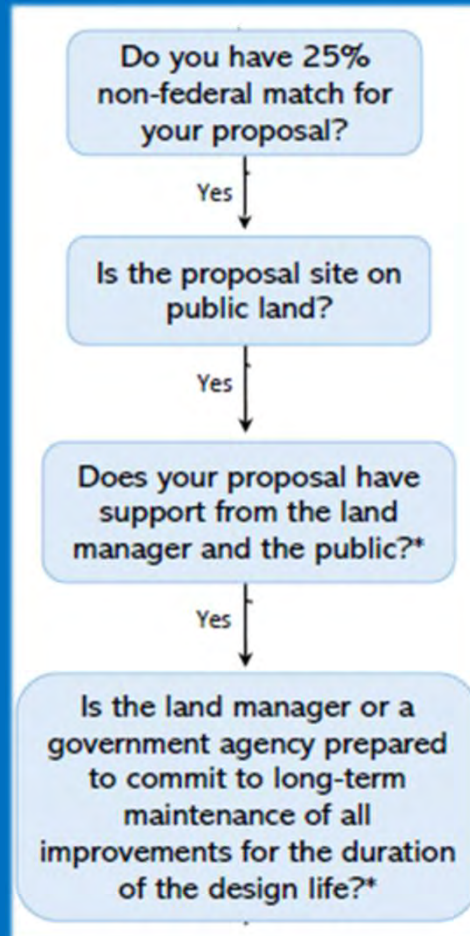 Do you have 25%
non-federal match for
your proposal?
Yes
Is the proposal site on
public land?
Yes
Does your proposal have
support from the land
manager and the public?*
Yes
Is the land manager or a
government agency prepared
to commit to long-term
maintenance of all
improvements for the duration
of the design life?*